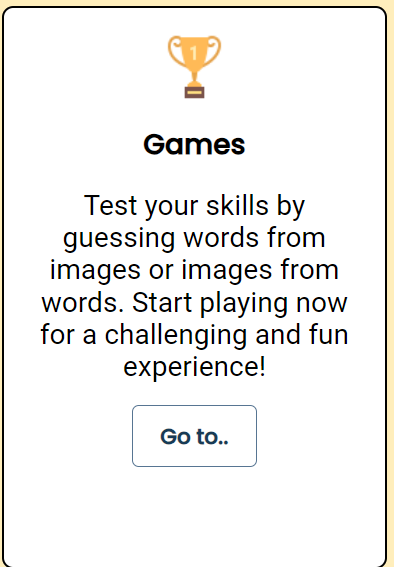 1
Games
Test your skills by
guessing words from
images or images from
words. Start playing now
for a challenging and fun
experience!
Go to..